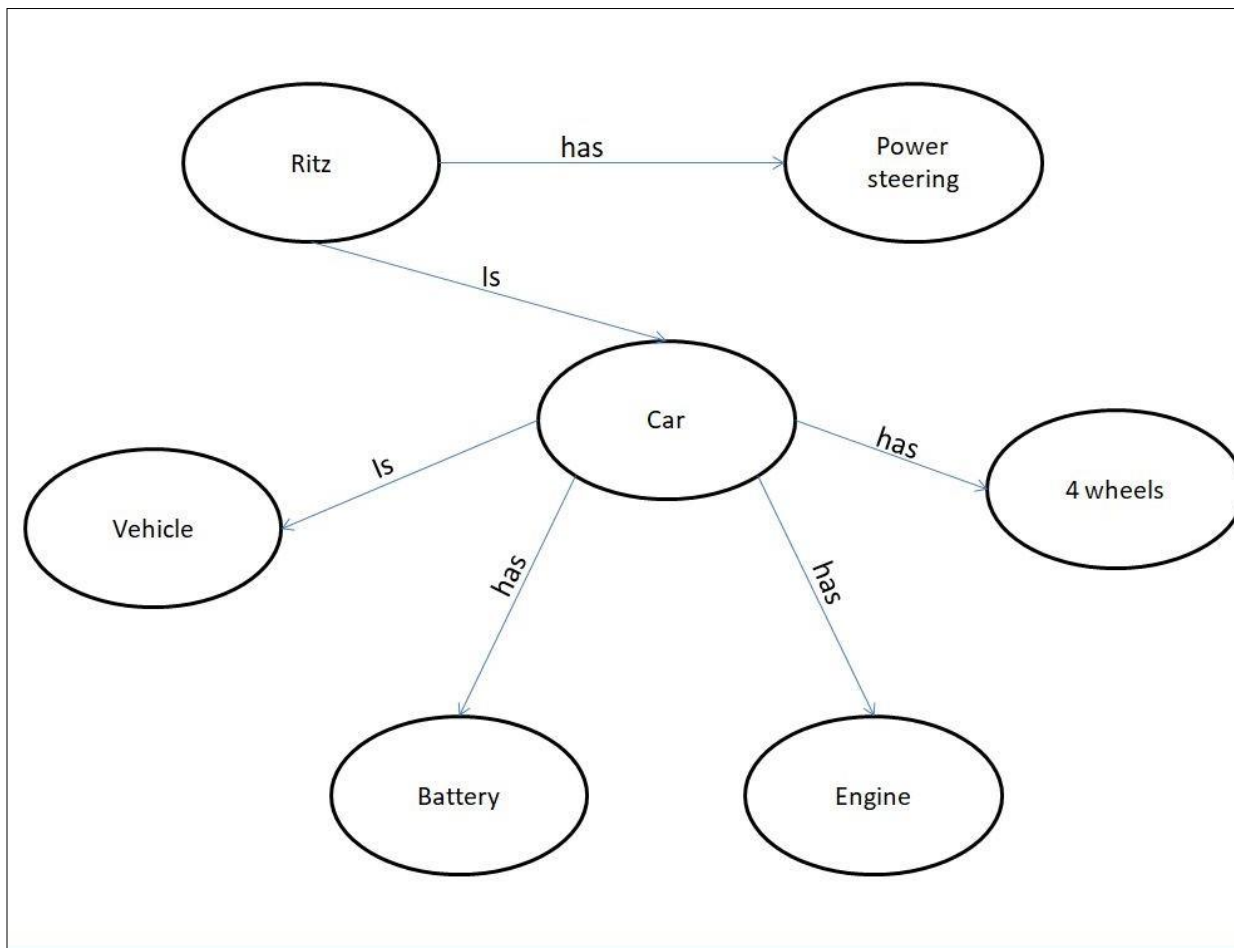 Ritz
has
Power
steering
Is
Car
Is
has
4 wheels
Vehicle
has
has
Battery
Engine